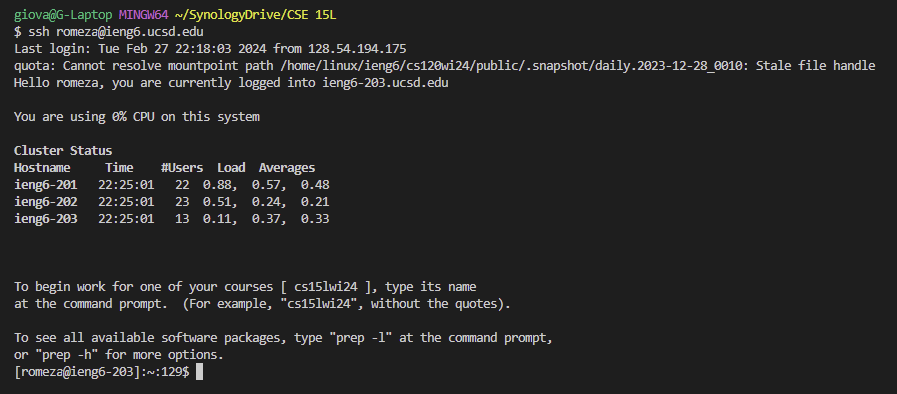 giova@G-Laptop MINGW64 ~/SynologyDrive/CSE 15L
$ ssh romeza@ieng6.ucsd.edu
Last login: Tue Feb 27 22:18:03 2024 from 128.54.194.175
quota: Cannot resolve mountpoint path /home/linux/ieng6/cs120wi24/public/.snapshot/daily.2023-12-28_0010: Stale file handle
Hello romeza, you are currently logged into ieng6-203.ucsd.edu
You are using 0% CPU on this system
Cluster Status
Hostname     Time    #Users  Load  Averages
ieng6-201   22:25:01   22  0.88,  0.57,  0.48
ieng6-202   22:25:01   23  0.51,  0.24,  0.21
ieng6-203   22:25:01   13  0.11,  0.37,  0.33
To begin work for one of your courses [ cs15lwi24 ], type its name
at the command prompt.  (For example, "cs15lwi24", without the quotes).
To see all available software packages, type "prep -l" at the command prompt,
or "prep -h" for more options.
[romeza@ieng6-203]:~:129$